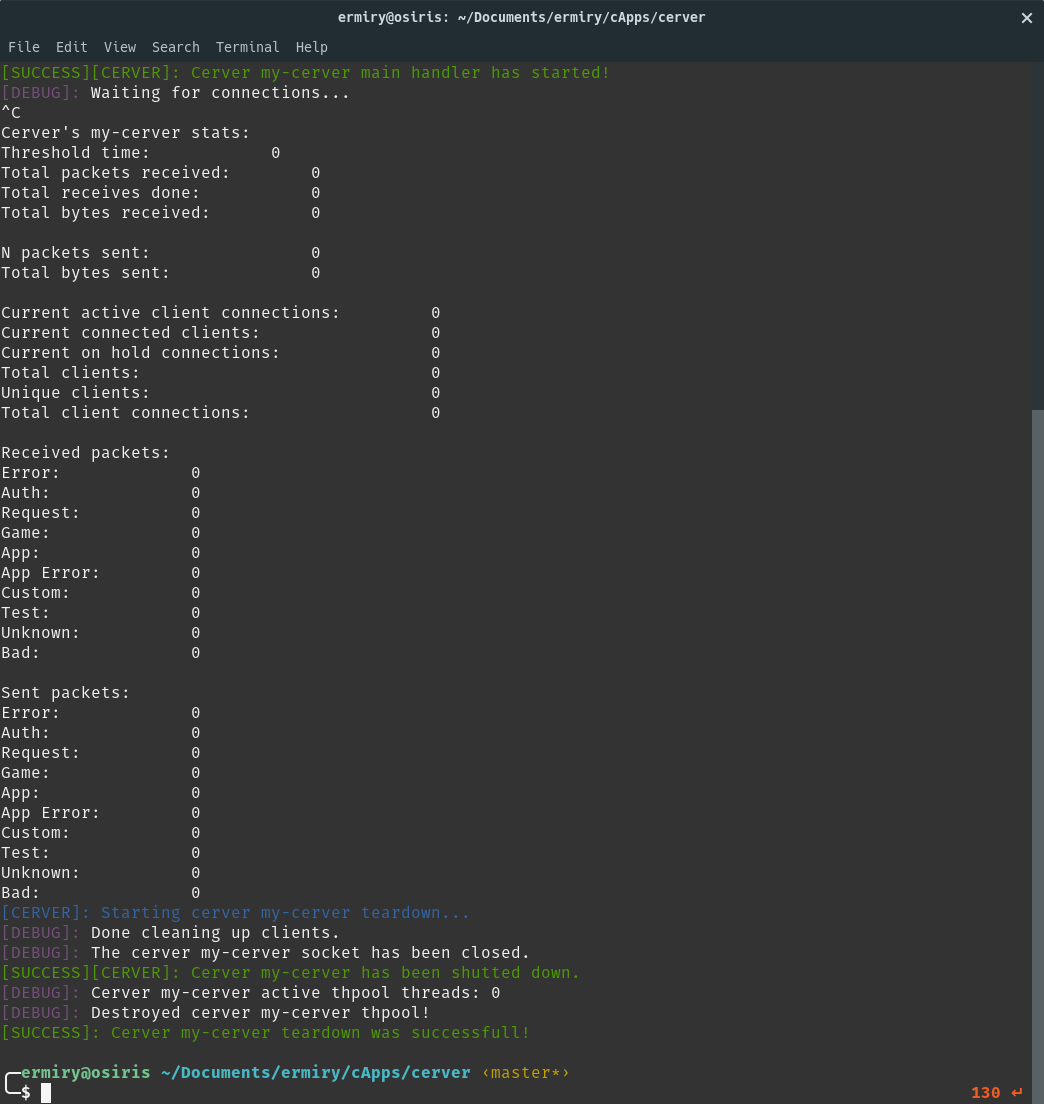 ermiry@osiris: ~/Documents/ermiry/cApps/cerver ×
File Edit View Search Terminal Help
[SUCCESS][CERVER]: Cerver my-cerver main handler has started!
[DEBUG]: Waiting for connections...
^C
Cerver's my-cerver stats:
Threshold time: 0
Total packets received: 0
Total receives done: 0
Total bytes received: 0
N packets sent: 0
Total bytes sent: 0
Current active client connections: 0
Current connected clients: 0
Current on hold connections: 0
Total clients: 0
Unique clients: 0
Total client connections: 0
Received packets:
Error: 0
Auth: 0
Request: 0
Game: 0
App: 0
App Error: 0
Custom: 0
Test: 0
Unknown: 0
Bad: 0
Sent packets:
Error: 0
Auth: 0
Request: 0
Game: 0
App: 0
App Error: 0
Custom: 0
Test: 0
Unknown: 0
Bad: 0
[CERVER]: Starting cerver my-cerver teardown...
[DEBUG]: Done cleaning up clients.
[DEBUG]: The cerver my-cerver socket has been closed.
[SUCCESS][CERVER]: Cerver my-cerver has been shutted down.
[DEBUG]: Cerver my-cerver active thpool threads: 0
[DEBUG]: Destroyed cerver my-cerver thpool!
[SUCCESS]: Cerver my-cerver teardown was successfull!
╭─ermiry@osiris ~/Documents/ermiry/cApps/cerver ‹master*›
╰─$ 130 ↵